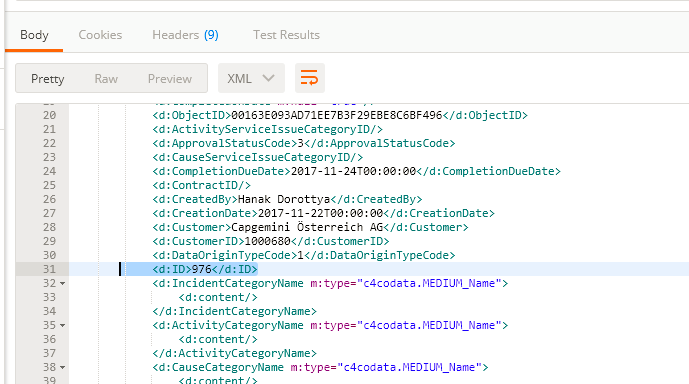 Body Cookies Headers (9) Test Results
Pretty Raw Preview XML
20 <d:ObjectID>00163E093AD71EE7B3F29EBE8C6BF496</d:ObjectID>
21 <d:ActivityServiceIssueCategoryID/>
22 <d:ApprovalStatusCode>3</d:ApprovalStatusCode>
23 <d:CauseServiceIssueCategoryID/>
24 <d:CompletionDueDate>2017-11-24T00:00:00</d:CompletionDueDate>
25 <d:ContractID/>
26 <d:CreatedBy>Hanak Dorottya</d:CreatedBy>
27 <d:CreationDate>2017-11-22T00:00:00</d:CreationDate>
28 <d:Customer>Capgemini Österreich AG</d:Customer>
29 <d:CustomerID>1000680</d:CustomerID>
30 <d:DataOriginTypeCode>1</d:DataOriginTypeCode>
31 <d:ID>976</d:ID>
32 <d:IncidentCategoryName m:type="c4codata.MEDIUM_Name">
33 <d:content/>
34 </d:IncidentCategoryName>
35 <d:ActivityCategoryName m:type="c4codata.MEDIUM_Name">
36 <d:content/>
37 </d:ActivityCategoryName>
38 <d:CauseCategoryName m:type="c4codata.MEDIUM_Name">
39 <d:content/>